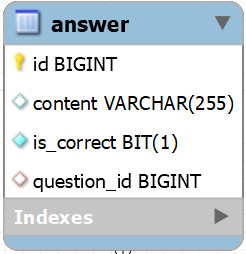 answer
id BIGINT
content VARCHAR(255)
is_correct BIT(1)
question_id BIGINT
Indexes